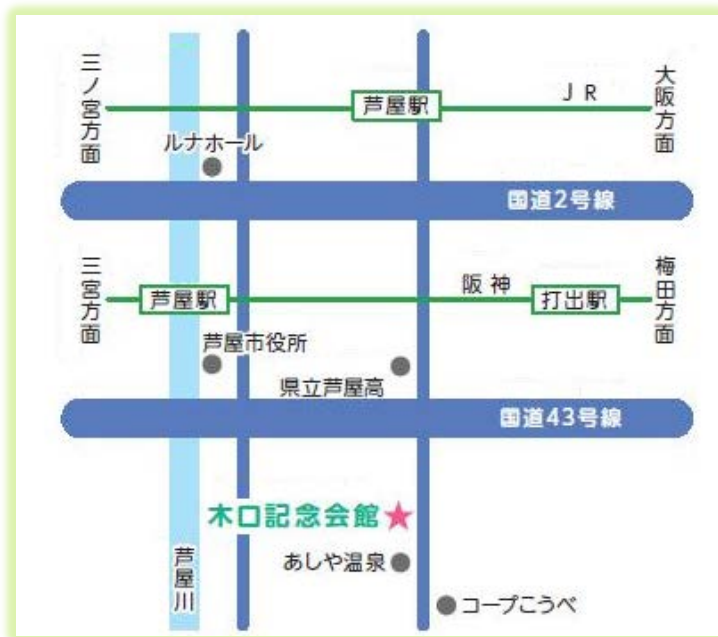 三ノ宮方面
芦屋駅
JR
大阪方面
ルナホール
国道2号線
三宮方面
芦屋駅
阪神
打出駅
梅田方面
芦屋市役所
県立芦屋高
国道43号線
木口記念会館
あしや温泉
芦屋川
コープこうべ